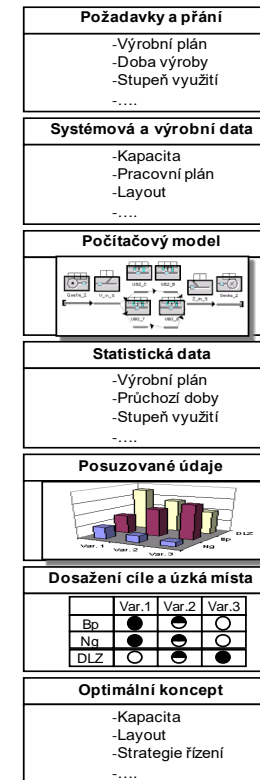 Požadavky a přání
-Výrobní plán
-Doba výroby
-Stupeň využití
-….
Systémová a výrobní data
-Kapacita
-Pracovní plán
-Layout
-….
Počítačový model
Statistická data
-Výrobní plán
-Průchozí doby
-Stupeň využití
-….
Posuzované údaje
Var. 1 Var. 2 Var. 3
Ng
Bp
DLZ
Dosažení cíle a úzká místa
Var.1 Var.2 Var.3
Bp
Ng
DLZ
Optimální koncept
-Kapacita
-Layout
-Strategie řízení
-….